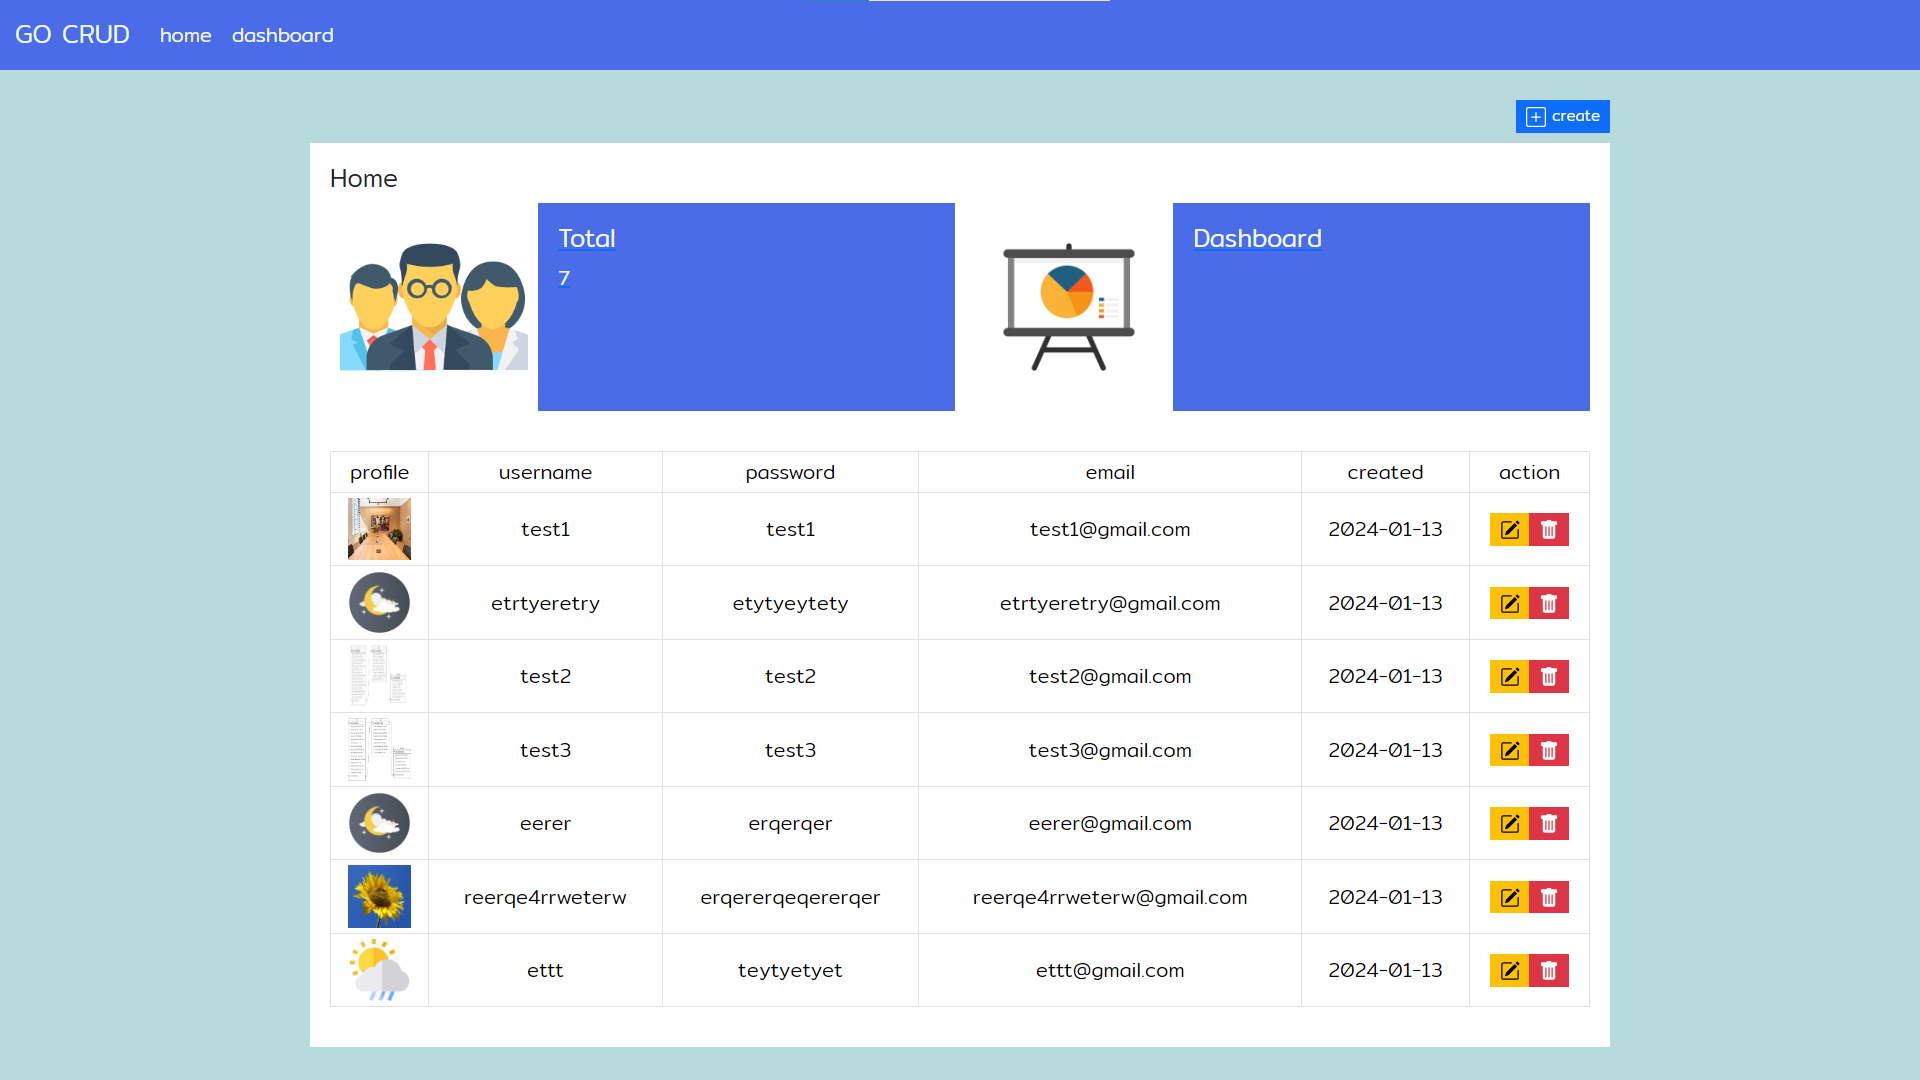 GO CRUD home dashboard
create
Home
Total
7
Dashboard
profile username password email created action
test1 test1 test1@gmail.com 2024-01-13
etrtyeretry etytyeytety etrtyeretry@gmail.com 2024-01-13
test2 test2 test2@gmail.com 2024-01-13
test3 test3 test3@gmail.com 2024-01-13
eerer erqerqer eerer@gmail.com 2024-01-13
reerqe4rrweterw erqererqeqererqer reerqe4rrweterw@gmail.com 2024-01-13
ettt teytyetyet ettt@gmail.com 2024-01-13